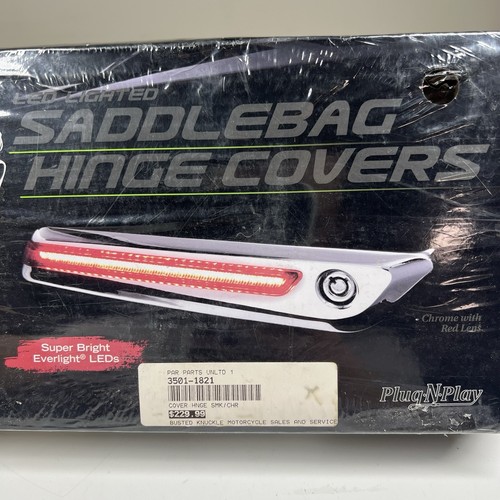 LED LIGHTED
SADDLEBAG
HINGE COVERS
Chrome with
Red Lens
Super Bright
Everlight® LEDs
PAR PARTS UNLTD 1
3501-1821
COVER:HNGE SMK/CHR
$229.99
BUSTED KNUCKLE MOTORCYCLE SALES AND SERVICE
Plug-N-Play